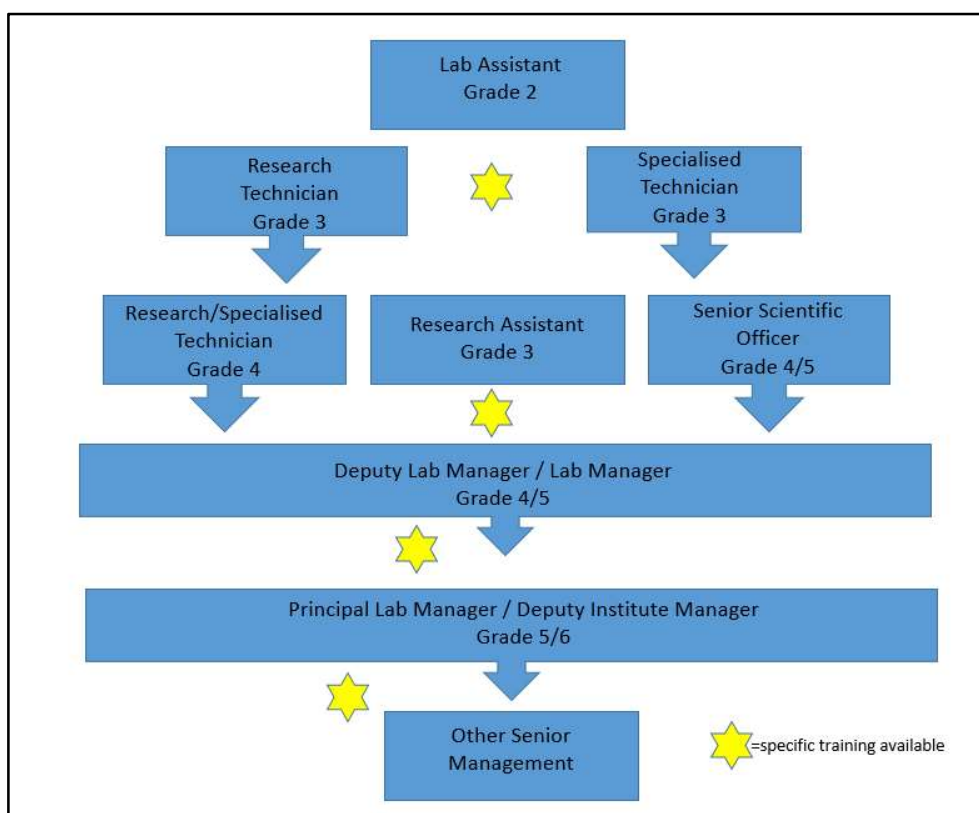 Lab Assistant
Grade 2
Research
Technician
Grade 3
Specialised
Technician
Grade 3
Research/Specialised
Technician
Grade 4
Research Assistant
Grade 3
Senior Scientific
Officer
Grade 4/5
Deputy Lab Manager / Lab Manager
Grade 4/5
Principal Lab Manager / Deputy Institute Manager
Grade 5/6
Other Senior
Management
=specific training available